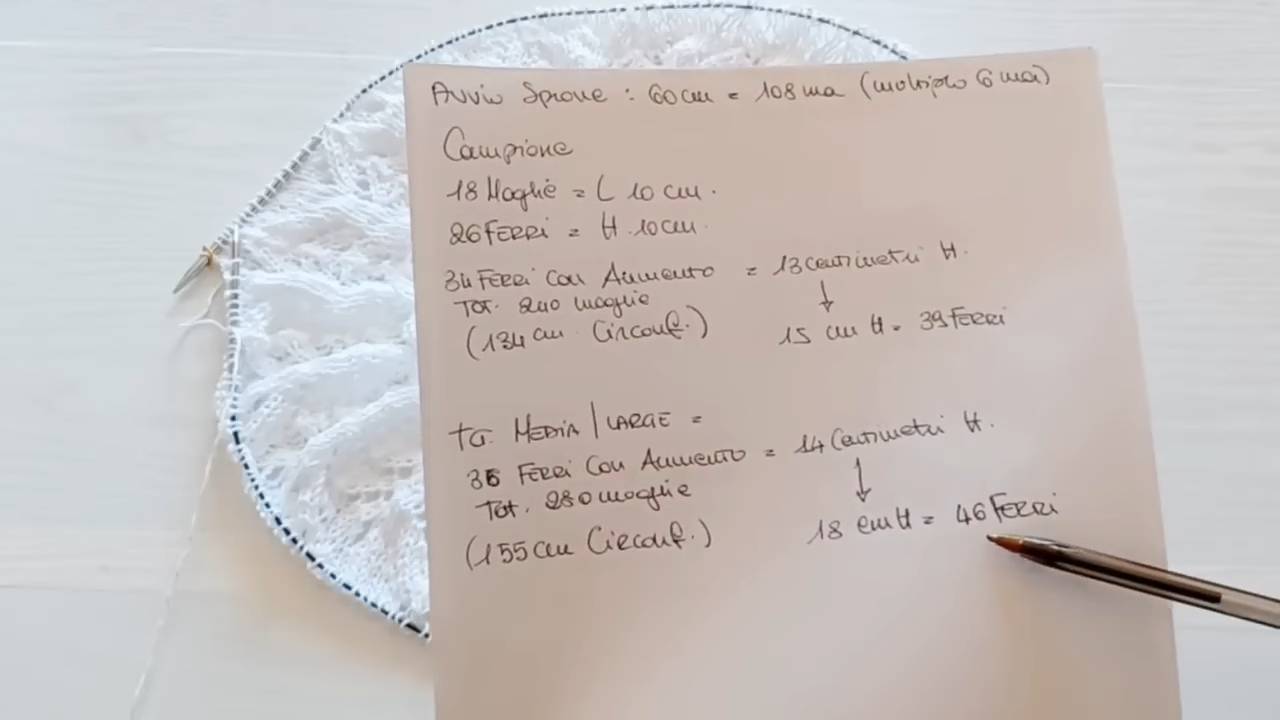 Avvio Sprone : 60 cm = 108 ma (multiplo 6 mai)
Campione
18 Maglie = L 10 cm.
26 FERRI = H. 10 cm.
34 FERRI CON AUMENTO = 13 centimetri H.
TOT. 240 maglie
↓
(134 cm. Circonf.) 15 cm H = 39 FERRI
TG. MEDIA / LARGE =
36 FERRI CON AUMENTO = 14 Centimetri H.
Tot. 280 maglie
↓
(155 cm Circonf.) 18 cm H = 46 FERRI